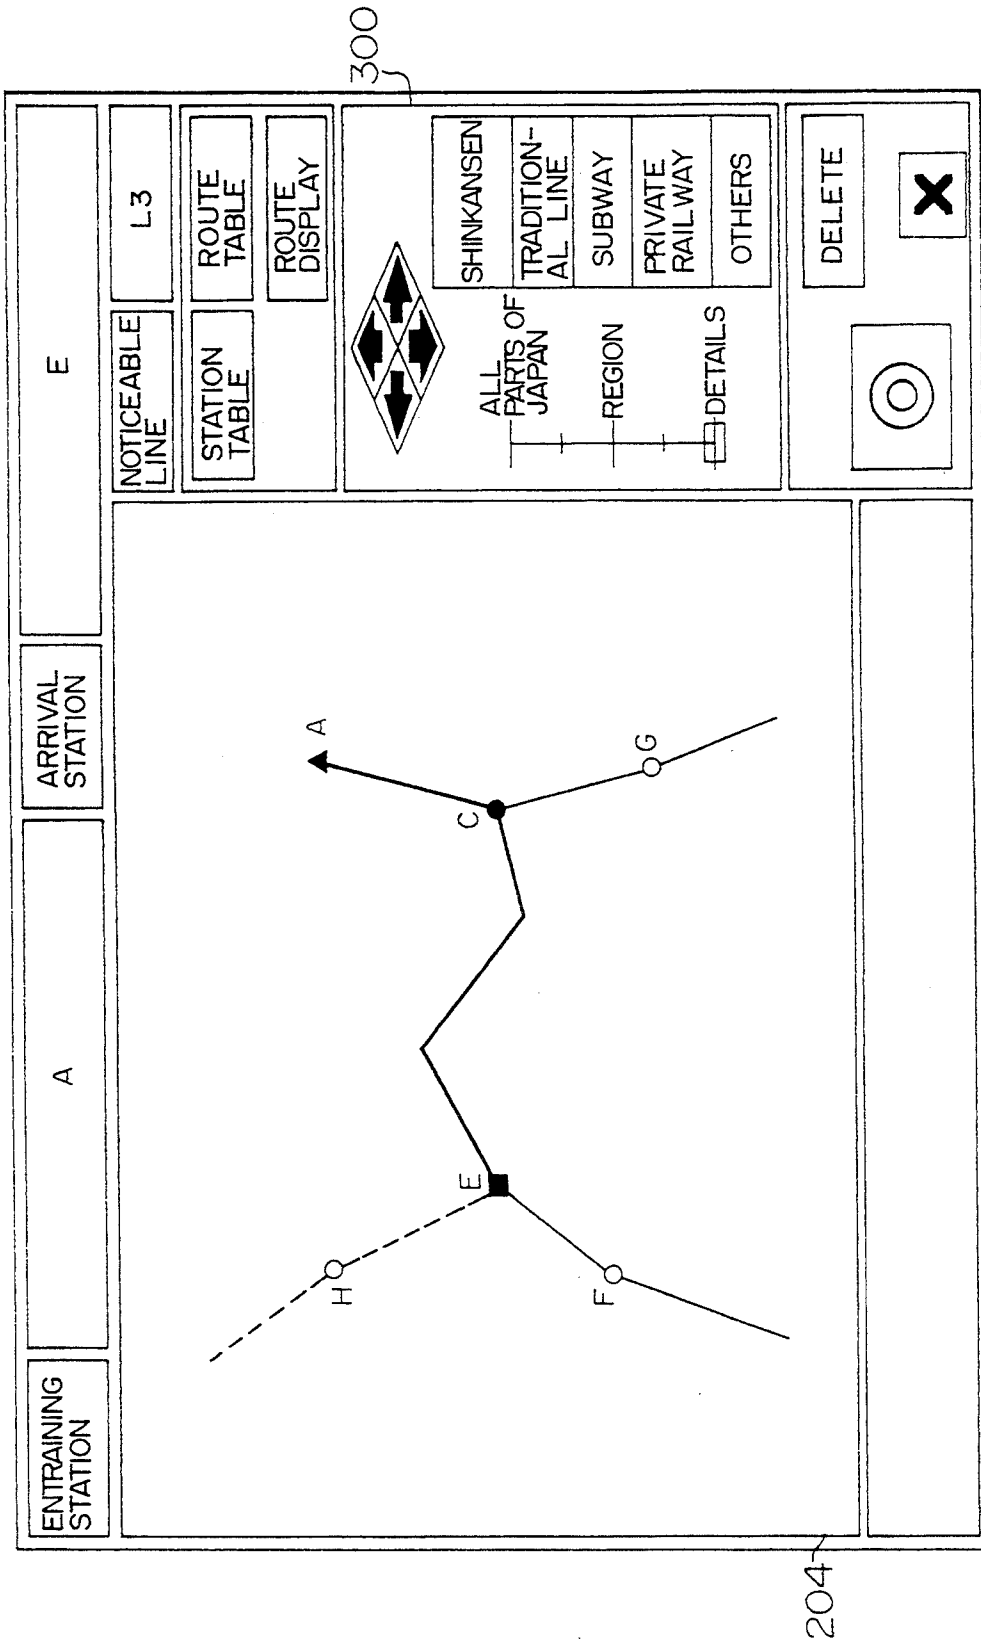 ENTRAINING
STATION
A
ARRIVAL
STATION
E
NOTICEABLE
LINE
L3
STATION
TABLE
ROUTE
TABLE
ROUTE
DISPLAY
300
ALL
PARTS OF
JAPAN
REGION
DETAILS
SHINKANSEN
TRADITION-
AL LINE
SUBWAY
PRIVATE
RAILWAY
OTHERS
DELETE
H
E
F
C
A
G
204